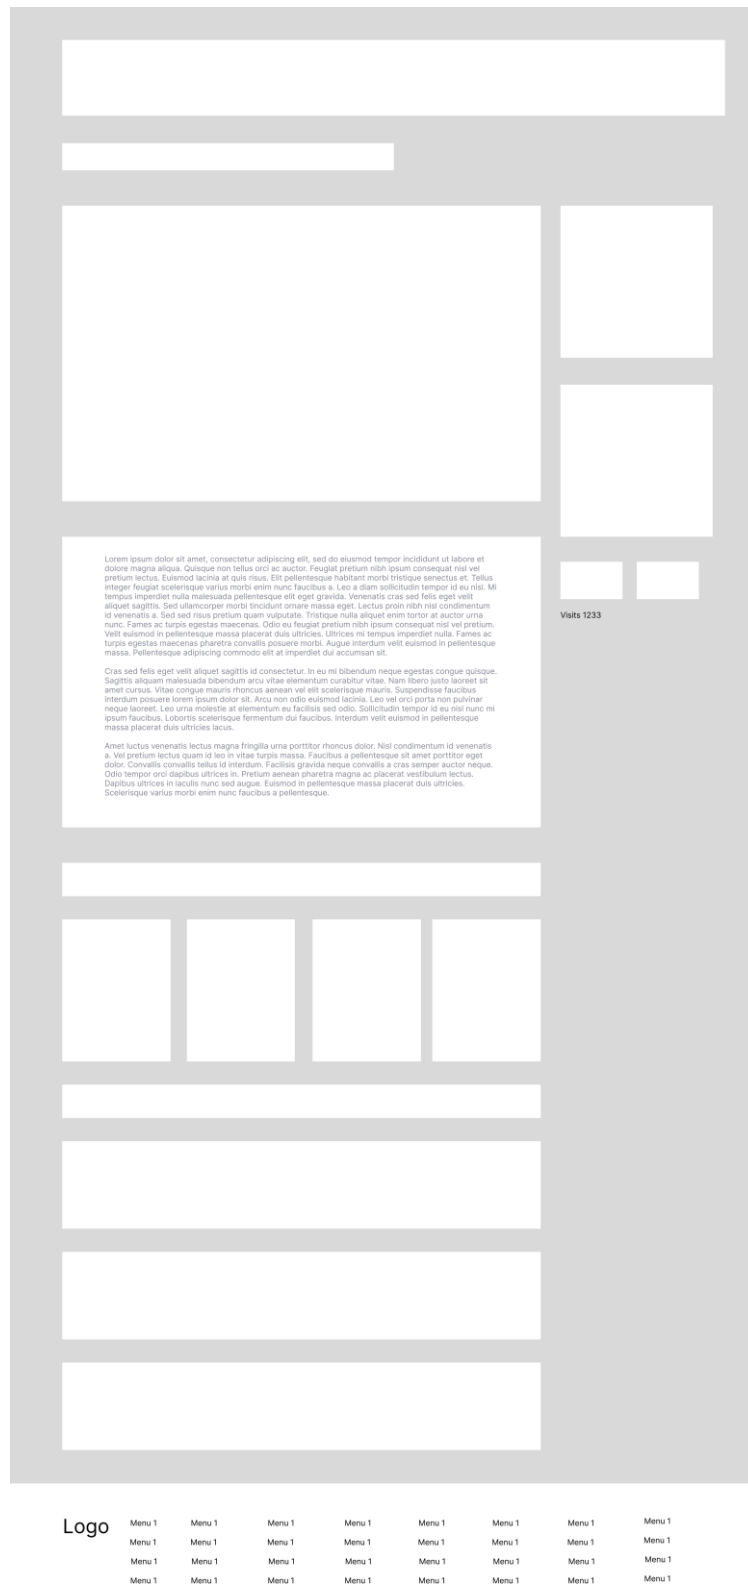 Lorem ipsum dolor sit amet, consectetur adipiscing elit, sed do eiusmod tempor incididunt ut labore et
dolore magna aliqua. Quisque non tellus orci ac auctor. Feugiat pretium nibh ipsum consequat nisl vel
pretium lectus. Euismod lacinia at quis risus. Elit pellentesque habitant morbi tristique senectus et. Tellus
integer feugiat scelerisque varius morbi enim nunc faucibus a. Leo a diam sollicitudin tempor id eu nisl. Mi
tempus imperdiet nulla malesuada pellentesque elit eget gravida. Venenatis cras sed felis eget velit
aliquet sagittis. Sed ullamcorper morbi tincidunt ornare massa eget. Lectus proin nibh nisl condimentum
id venenatis a. Sed sed risus pretium quam vulputate. Tristique nulla aliquet enim tortor at auctor urna
nunc. Fames ac turpis egestas maecenas. Odio eu feugiat pretium nibh ipsum consequat nisl vel pretium.
Velit euismod in pellentesque massa placerat duis ultricies. Ultrices mi tempus imperdiet nulla. Fames ac
turpis egestas maecenas pharetra convallis posuere morbi. Augue interdum velit euismod in pellentesque
massa. Pellentesque adipiscing commodo elit at imperdiet dui accumsan sit.
Cras sed felis eget velit aliquet sagittis id consectetur. In eu mi bibendum neque egestas congue quisque.
Sagittis aliquam malesuada bibendum arcu vitae elementum curabitur vitae. Nam libero justo laoreet sit
amet cursus. Vitae congue mauris rhoncus aenean vel elit scelerisque mauris. Suspendisse faucibus
interdum posuere lorem ipsum dolor sit. Arcu non odio euismod lacinia. Leo vel orci porta non pulvinar
neque laoreet. Leo urna molestie at elementum eu facilisis sed odio. Sollicitudin tempor id eu nisl nunc mi
ipsum faucibus. Lobortis scelerisque fermentum dui faucibus. Interdum velit euismod in pellentesque
massa placerat duis ultricies lacus.
Amet luctus venenatis lectus magna fringilla urna porttitor rhoncus dolor. Nisl condimentum id venenatis
a. Vel pretium lectus quam id leo in vitae turpis massa. Faucibus a pellentesque sit amet porttitor eget
dolor. Convallis convallis tellus id interdum. Facilisis gravida neque convallis a cras semper auctor neque.
Odio tempor orci dapibus ultrices in. Pretium aenean pharetra magna ac placerat vestibulum lectus.
Dapibus ultrices in iaculis nunc sed augue. Euismod in pellentesque massa placerat duis ultricies.
Scelerisque varius morbi enim nunc faucibus a pellentesque.
Visits 1233
Logo Menu 1 Menu 1 Menu 1 Menu 1 Menu 1 Menu 1 Menu 1 Menu 1
Menu 1 Menu 1 Menu 1 Menu 1 Menu 1 Menu 1 Menu 1 Menu 1
Menu 1 Menu 1 Menu 1 Menu 1 Menu 1 Menu 1 Menu 1 Menu 1
Menu 1 Menu 1 Menu 1 Menu 1 Menu 1 Menu 1 Menu 1 Menu 1